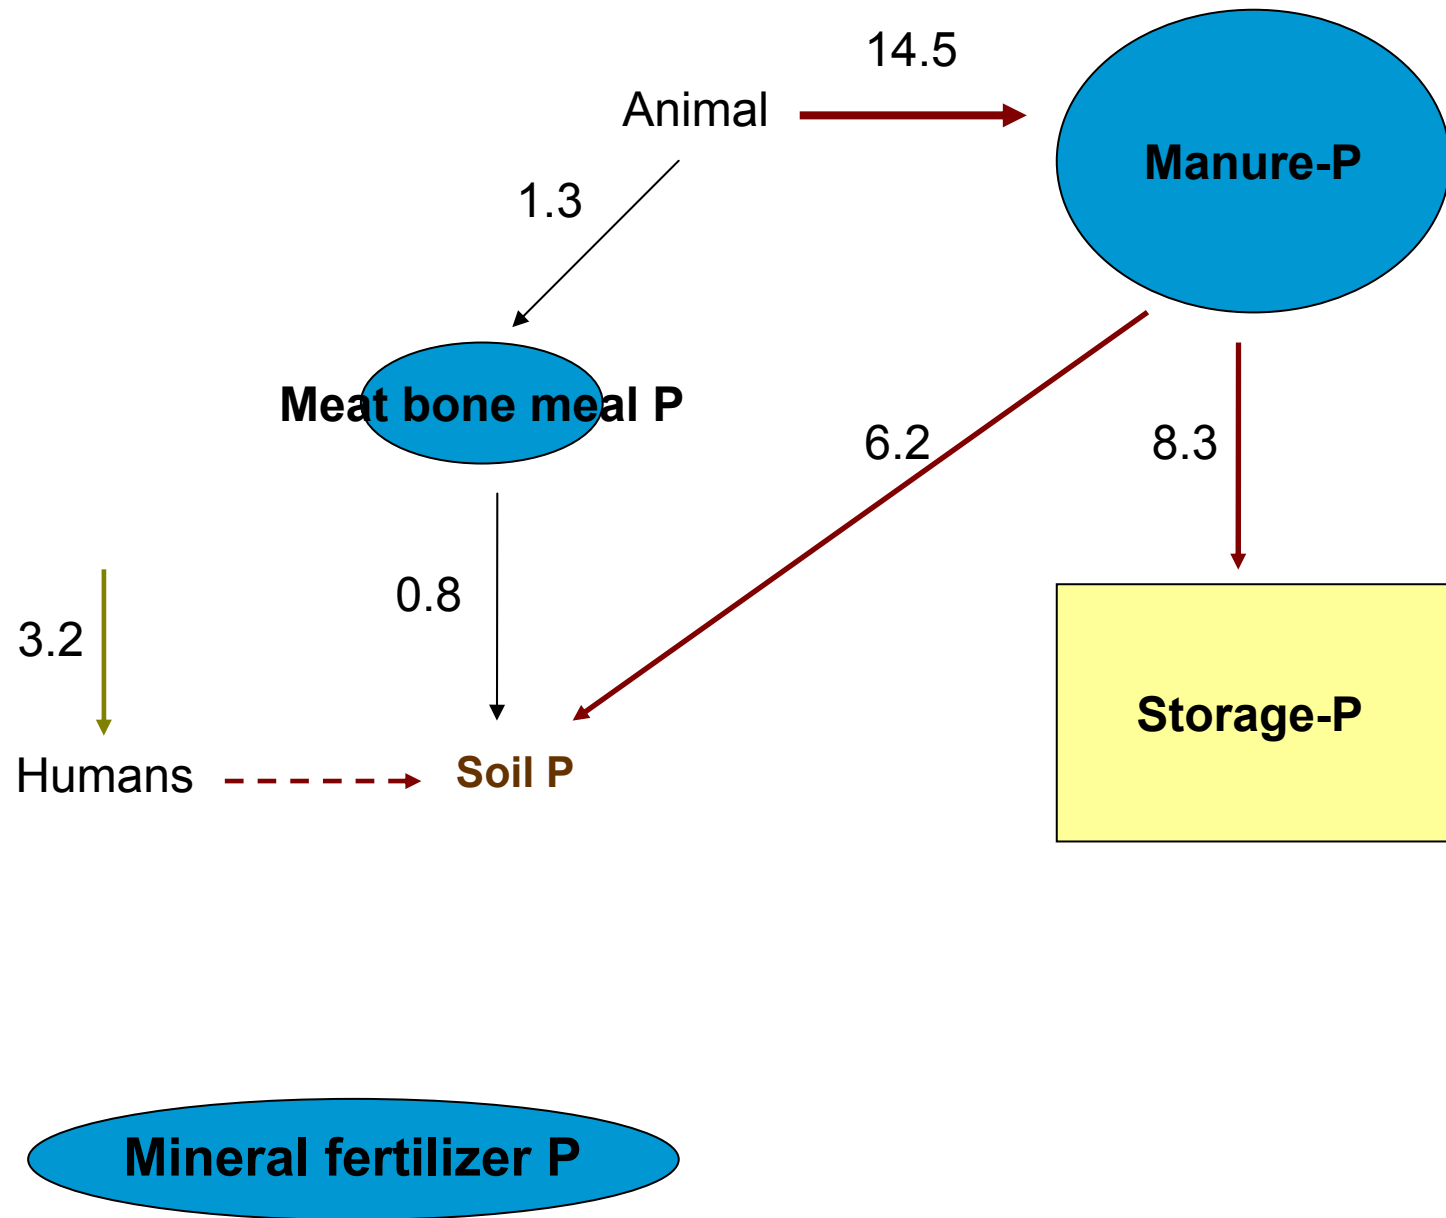 14.5
Animal
Manure-P
1.3
Meat bone meal P
6.2
8.3
0.8
3.2
Storage-P
Humans
Soil P
Mineral fertilizer P